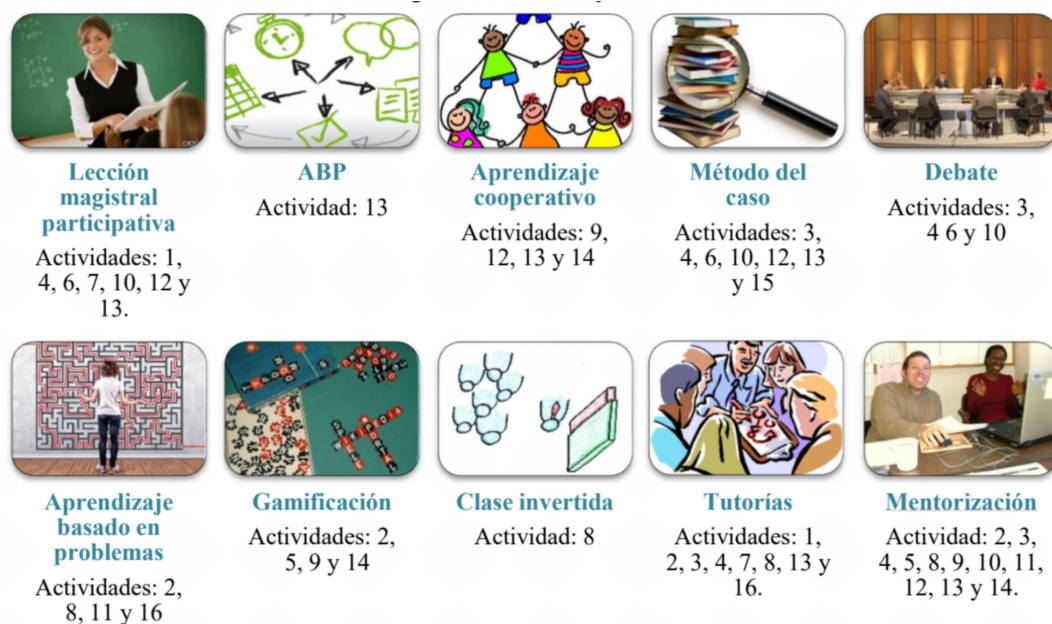 Lección
magistral
participativa
Actividades: 1,
4, 6, 7, 10, 12 y
13.
ABP
Actividad: 13
Aprendizaje
cooperativo
Actividades: 9,
12, 13 y 14
Método del
caso
Actividades: 3,
4, 6, 10, 12, 13
y 15
Debate
Actividades: 3,
4 6 y 10
Aprendizaje
basado en
problemas
Actividades: 2,
8, 11 y 16
Gamificación
Actividades: 2,
5, 9 y 14
Clase invertida
Actividad: 8
Tutorías
Actividades: 1,
2, 3, 4, 7, 8, 13 y
16.
Mentorización
Actividad: 2, 3,
4, 5, 8, 9, 10, 11,
12, 13 y 14.